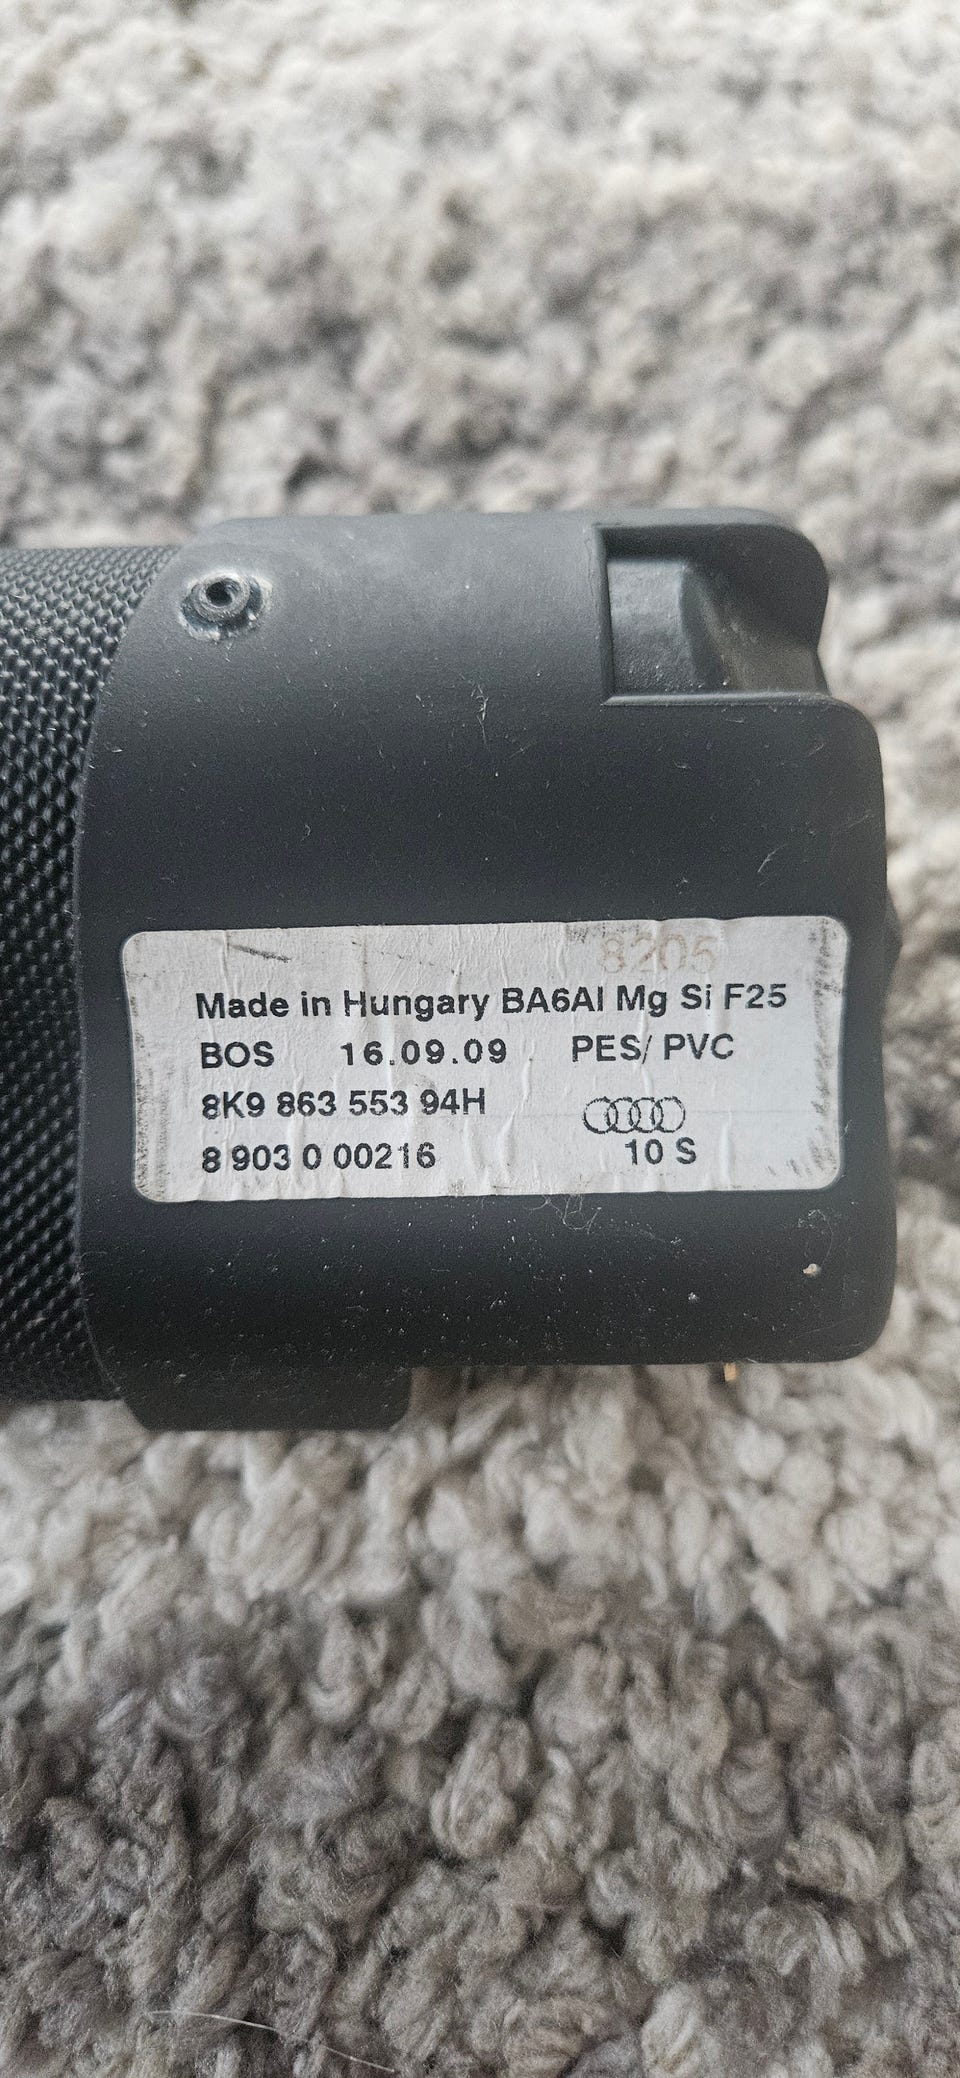 8205
Made in Hungary BA6Al Mg Si F25
BOS 16.09.09 PES/ PVC
8K9 863 553 94H
8 903 0 00216 10 S